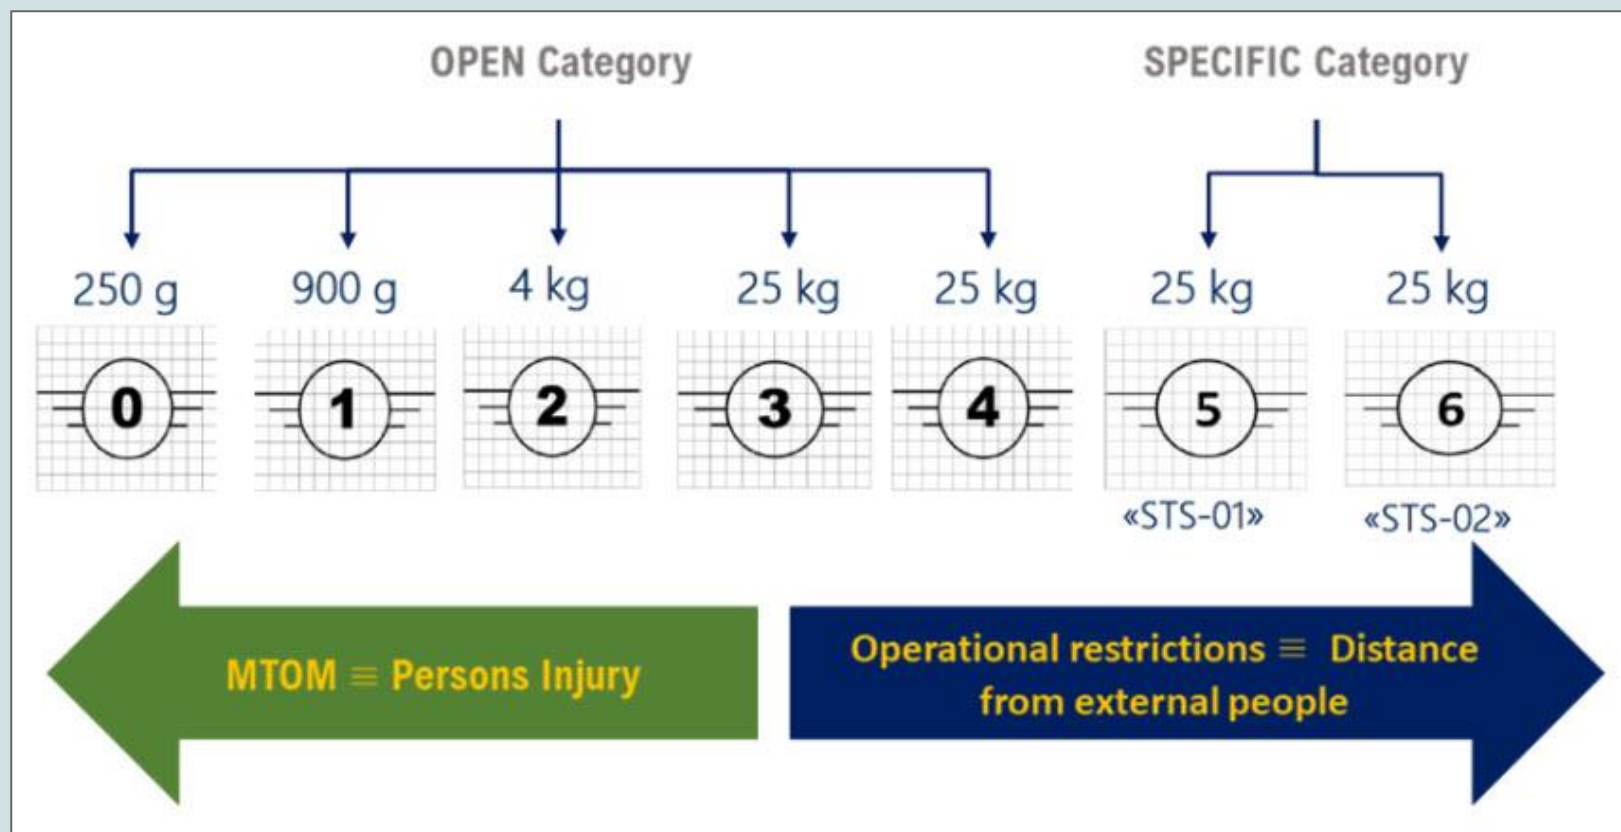 OPEN Category
SPECIFIC Category
250 g
900 g
4 kg
25 kg
25 kg
25 kg
25 kg
0
1
2
3
4
5
6
«STS-01»
«STS-02»
MTOM ≡ Persons Injury
Operational restrictions ≡ Distance
from external people